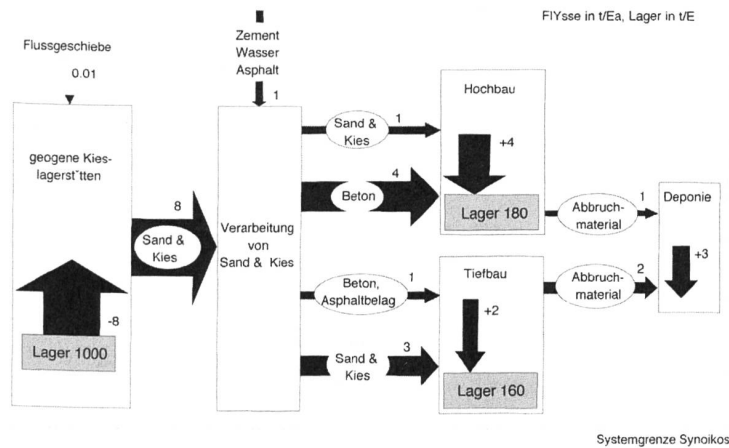 FlYsse in t/Ea, Lager in t/E
Flussgeschiebe
0.01
Zement
Wasser
Asphalt
1
geogene Kies-
lagerst¨tten
Lager 1000
-8
8
Sand &
Kies
Verarbeitung
von
Sand & Kies
Sand &
Kies
1
Beton
4
Beton,
Asphaltbelag
1
Sand &
Kies
3
Hochbau
+4
Lager 180
Tiefbau
+2
Lager 160
Abbruch-
material
1
Abbruch-
material
2
Deponie
+3
Systemgrenze Synoikos